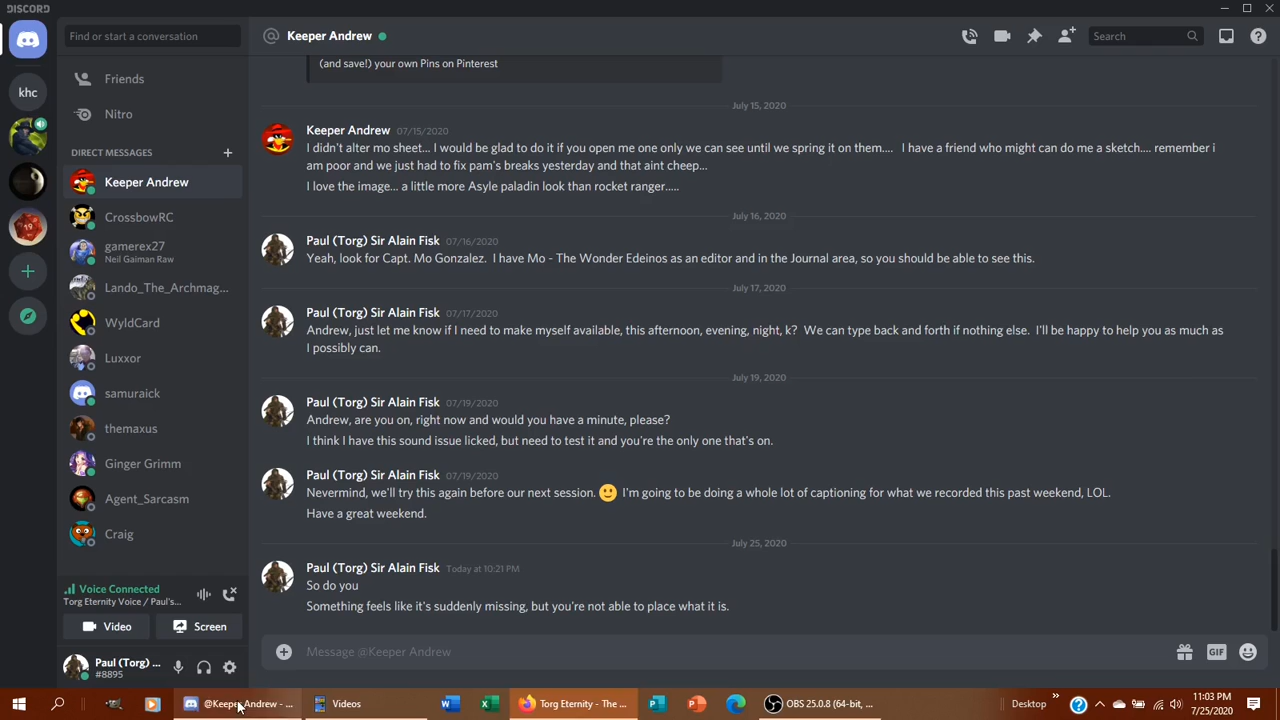 DISCORD
Find or start a conversation
Keeper Andrew
Search
khc
Friends
Nitro
DIRECT MESSAGES
Keeper Andrew
CrossbowRC
gamerex27
Neil Gaiman Raw
Lando_The_Archmag...
WyldCard
Luxxor
samuraick
themaxus
Ginger Grimm
Agent_Sarcasm
Craig
Voice Connected
Torg Eternity Voice / Paul's...
Video
Screen
Paul (Torg) ...
#8895
(and save!) your own Pins on Pinterest
July 15, 2020
Keeper Andrew 07/15/2020
I didn't alter mo sheet... I would be glad to do it if you open me one only we can see until we spring it on them.... I have a friend who might can do me a sketch.... remember i
am poor and we just had to fix pam's breaks yesterday and that aint cheep...
I love the image... a little more Asyle paladin look than rocket ranger.....
July 16, 2020
Paul (Torg) Sir Alain Fisk 07/16/2020
Yeah, look for Capt. Mo Gonzalez. I have Mo - The Wonder Edeinos as an editor and in the Journal area, so you should be able to see this.
July 17, 2020
Paul (Torg) Sir Alain Fisk 07/17/2020
Andrew, just let me know if I need to make myself available, this afternoon, evening, night, k? We can type back and forth if nothing else. I'll be happy to help you as much as
I possibly can.
July 19, 2020
Paul (Torg) Sir Alain Fisk 07/19/2020
Andrew, are you on, right now and would you have a minute, please?
I think I have this sound issue licked, but need to test it and you're the only one that's on.
Paul (Torg) Sir Alain Fisk 07/19/2020
Nevermind, we'll try this again before our next session. 🙂 I'm going to be doing a whole lot of captioning for what we recorded this past weekend, LOL.
Have a great weekend.
July 25, 2020
Paul (Torg) Sir Alain Fisk Today at 10:21 PM
So do you
Something feels like it's suddenly missing, but you're not able to place what it is.
Message @Keeper Andrew
GIF
@Keeper Andrew - ...
Videos
Torg Eternity - The ...
OBS 25.0.8 (64-bit, ...
Desktop
11:03 PM
7/25/2020